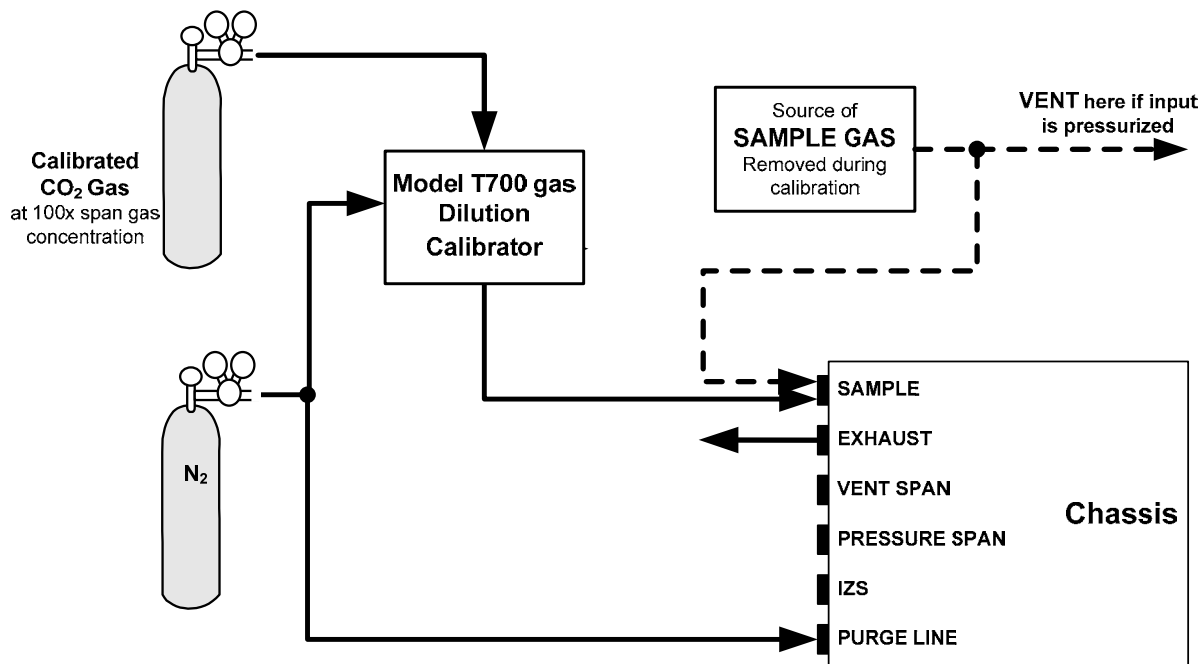 Calibrated
CO₂ Gas
at 100x span gas
concentration
Model T700 gas
Dilution
Calibrator
Source of
SAMPLE GAS
Removed during
calibration
VENT here if input
is pressurized
N₂
SAMPLE
EXHAUST
VENT SPAN
PRESSURE SPAN
IZS
PURGE LINE
Chassis